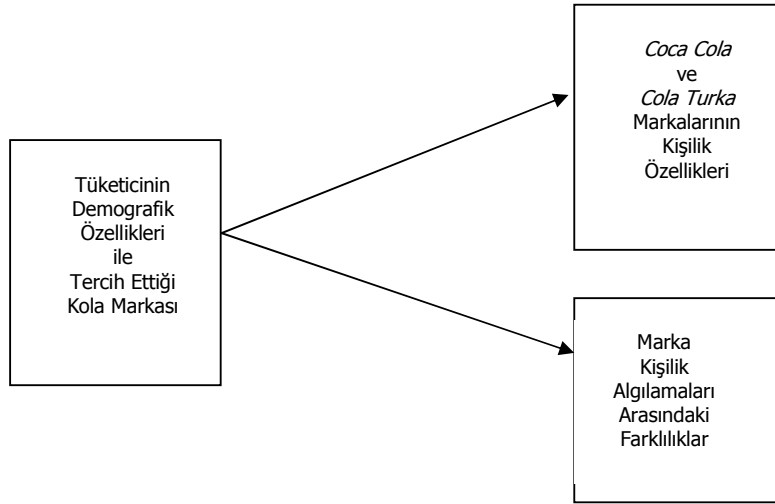 Tüketicinin
Demografik
Özellikleri
ile
Tercih Ettiği
Kola Markası
Coca Cola
ve
Cola Turka
Markalarının
Kişilik
Özellikleri
Marka
Kişilik
Algılamaları
Arasındaki
Farklılıklar